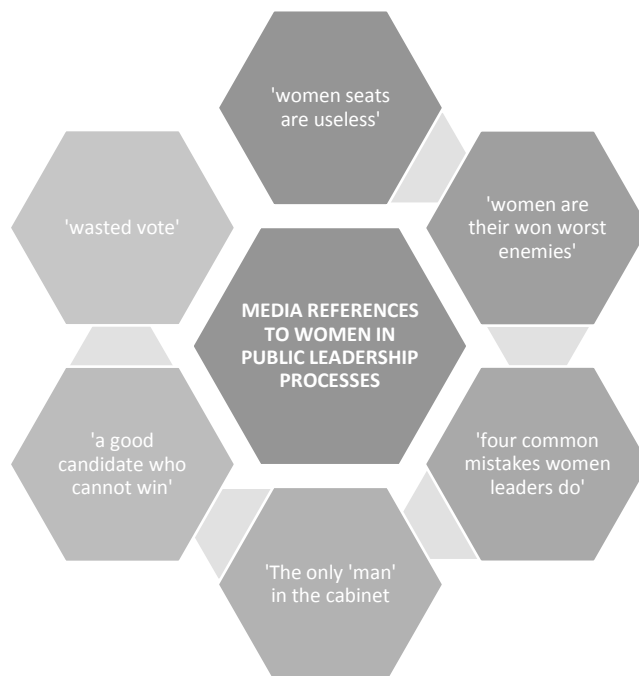 'women seats
are useless'
'women are
their won worst
enemies'
'four common
mistakes women
leaders do'
'The only 'man'
in the cabinet
'a good
candidate who
cannot win'
'wasted vote'
MEDIA REFERENCES
TO WOMEN IN
PUBLIC LEADERSHIP
PROCESSES